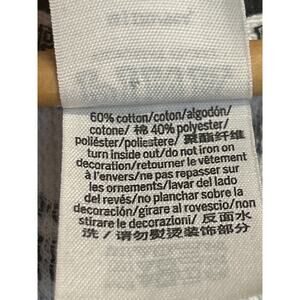 60% cotton/coton/algodón/
cotone/ 棉 40% polyester/
poliéster/poliestere/ 聚酯纤维
turn inside out/do not iron on
decoration/retourner le vêtement
à l'envers/ne pas repasser sur
les ornements/lavar del lado
del revés/no planchar sobre la
decoración/girare al rovescio/non
stirare le decorazioni/ 反面水
洗 / 请勿熨烫装饰部分